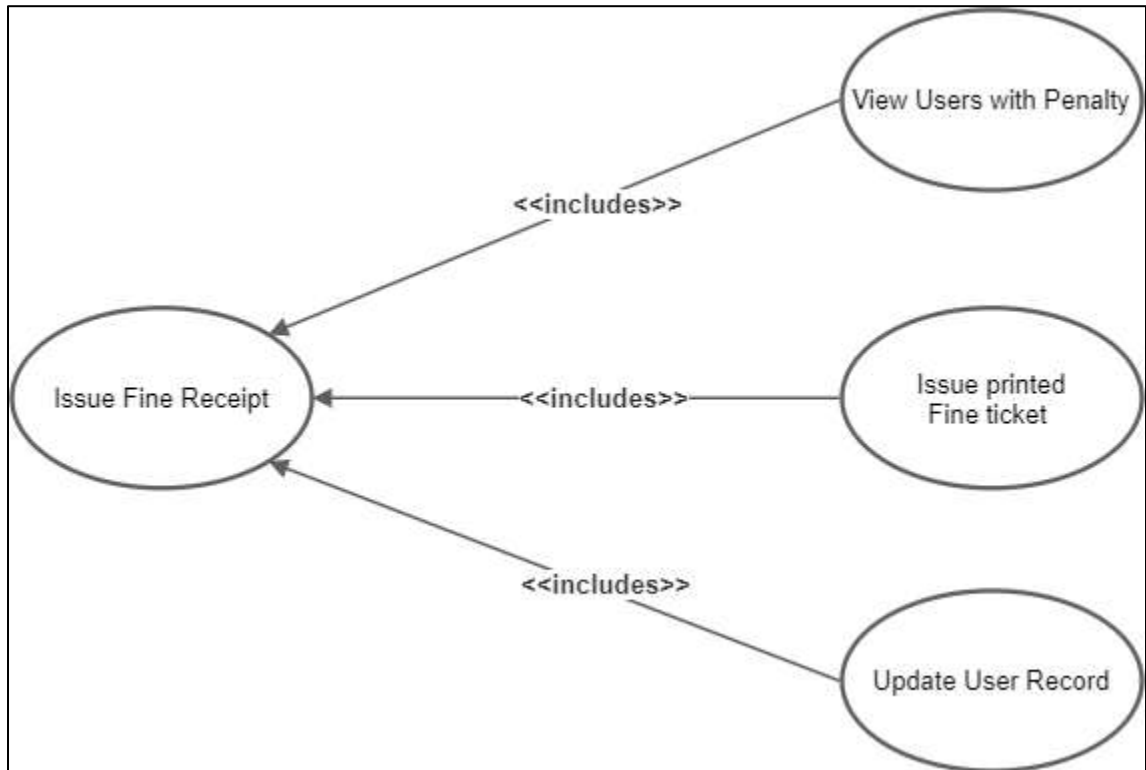 View Users with Penalty
<<includes>>
Issue Fine Receipt
<<includes>>
Issue printed
Fine ticket
<<includes>>
Update User Record